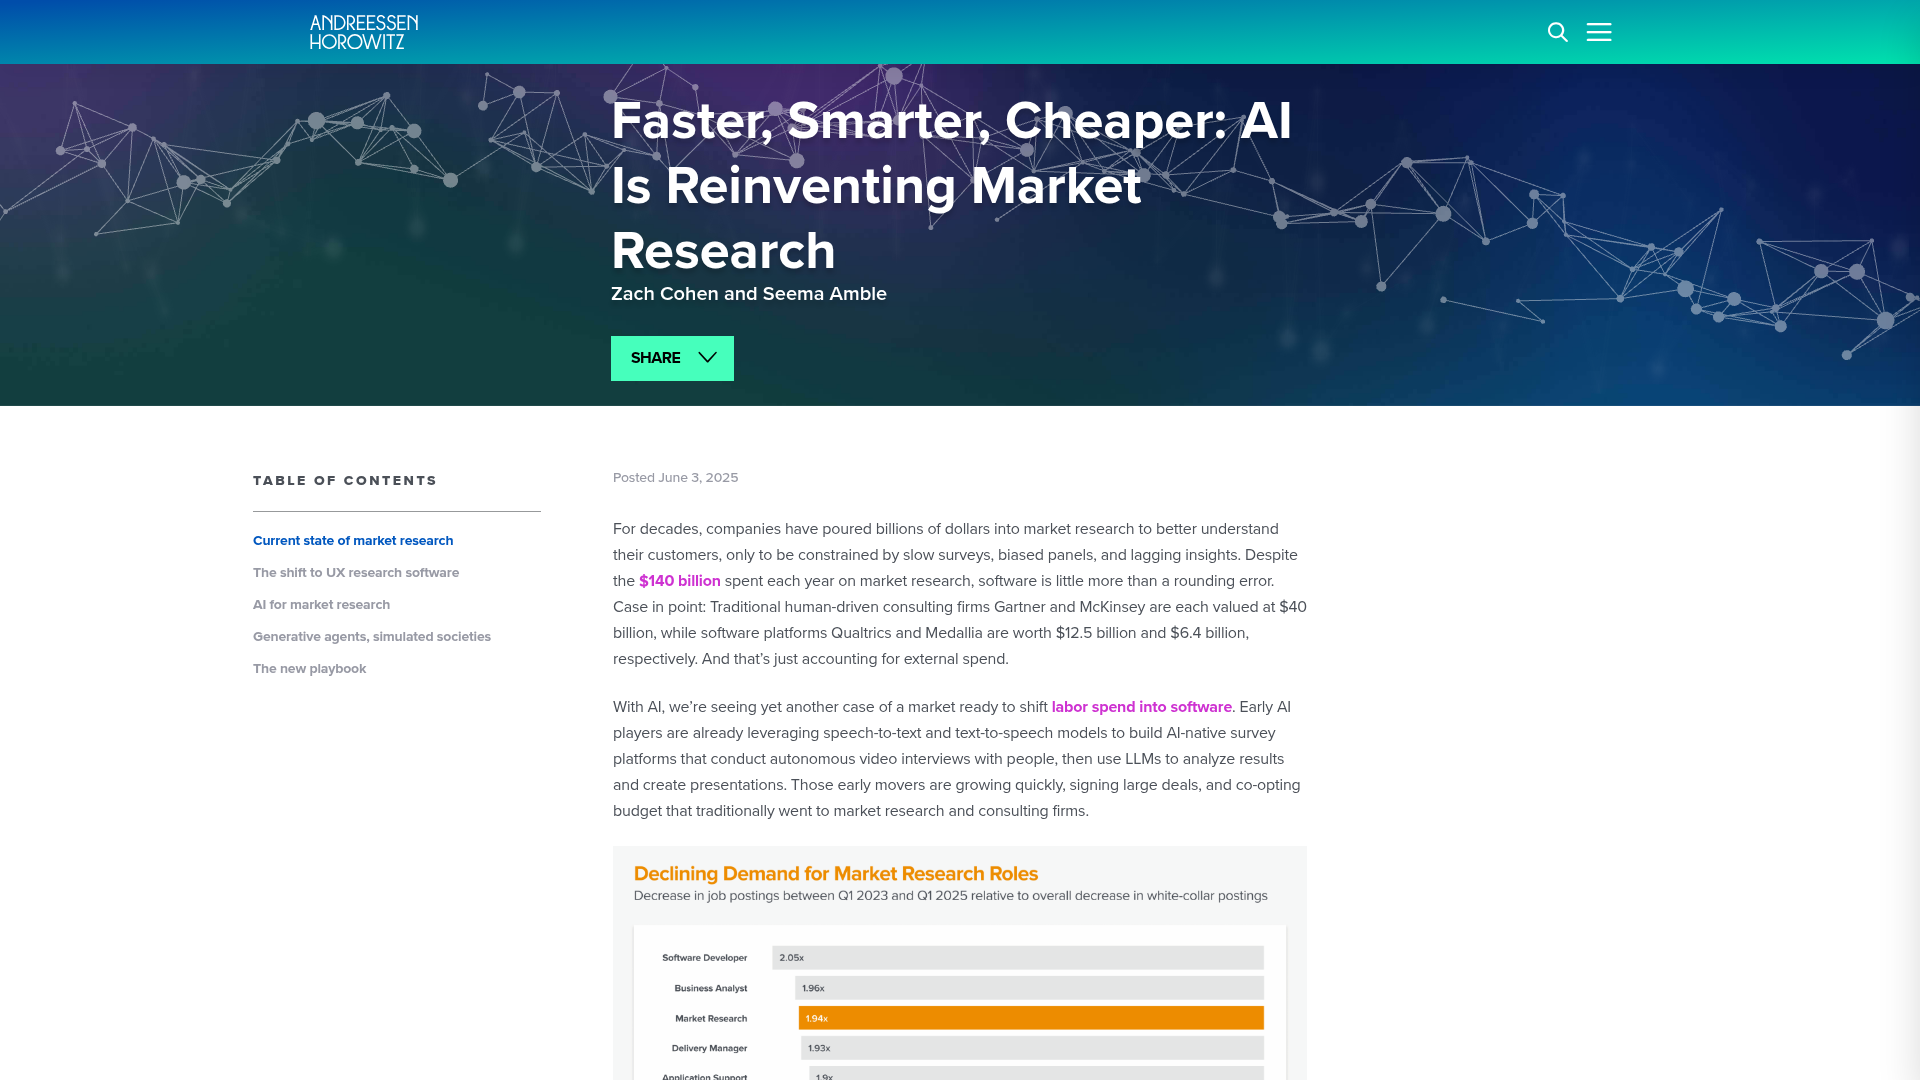 ANDREESSEN
HOROWITZ
Faster, Smarter, Cheaper: AI
Is Reinventing Market
Research
Zach Cohen and Seema Amble
SHARE
TABLE OF CONTENTS
Current state of market research
The shift to UX research software
AI for market research
Generative agents, simulated societies
The new playbook
Posted June 3, 2025
For decades, companies have poured billions of dollars into market research to better understand
their customers, only to be constrained by slow surveys, biased panels, and lagging insights. Despite
the $140 billion spent each year on market research, software is little more than a rounding error.
Case in point: Traditional human-driven consulting firms Gartner and McKinsey are each valued at $40
billion, while software platforms Qualtrics and Medallia are worth $12.5 billion and $6.4 billion,
respectively. And that’s just accounting for external spend.
With AI, we’re seeing yet another case of a market ready to shift labor spend into software. Early AI
players are already leveraging speech-to-text and text-to-speech models to build AI-native survey
platforms that conduct autonomous video interviews with people, then use LLMs to analyze results
and create presentations. Those early movers are growing quickly, signing large deals, and co-opting
budget that traditionally went to market research and consulting firms.
Declining Demand for Market Research Roles
Decrease in job postings between Q1 2023 and Q1 2025 relative to overall decrease in white-collar postings
Software Developer 2.05x
Business Analyst 1.96x
Market Research 1.94x
Delivery Manager 1.93x
Application Support 1.9x